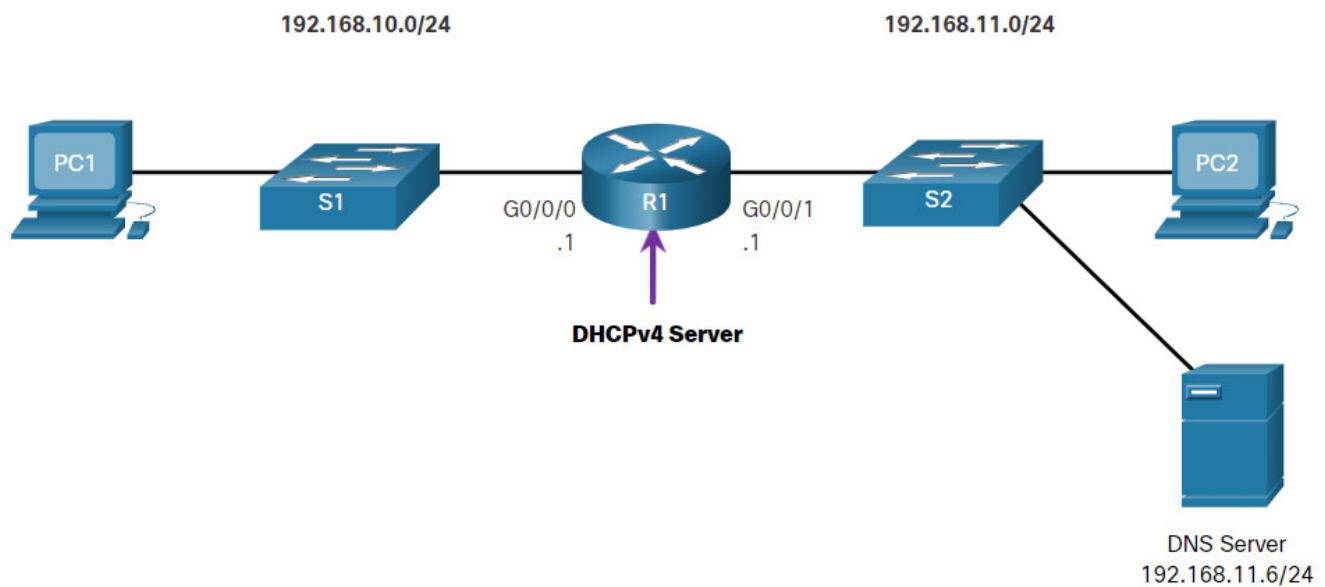 192.168.10.0/24
192.168.11.0/24
PC1
S1
G0/0/0
.1
R1
G0/0/1
.1
S2
PC2
DHCPv4 Server
DNS Server
192.168.11.6/24